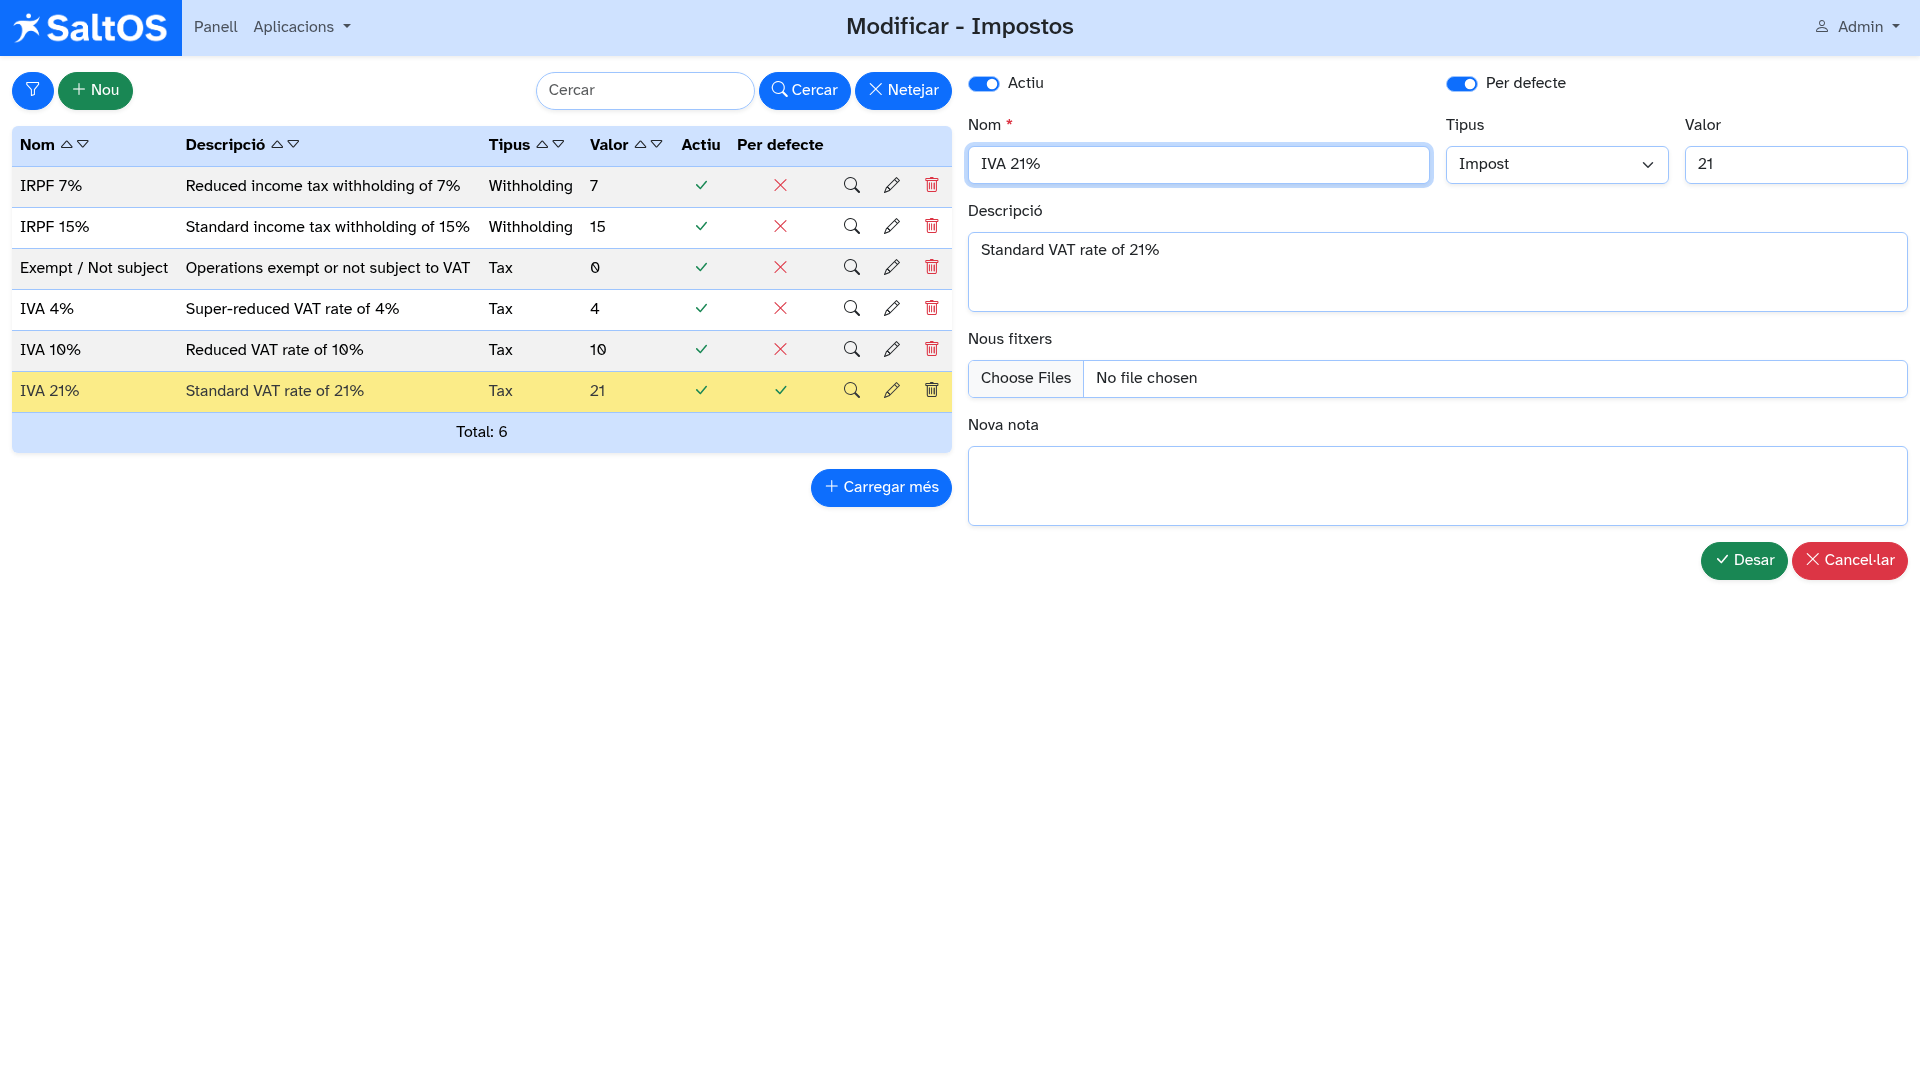 SaltOS Panell Aplicacions Modificar - Impostos Admin
Nou Cercar Cercar Netejar
Nom Descripció Tipus Valor Actiu Per defecte
IRPF 7% Reduced income tax withholding of 7% Withholding 7
IRPF 15% Standard income tax withholding of 15% Withholding 15
Exempt / Not subject Operations exempt or not subject to VAT Tax 0
IVA 4% Super-reduced VAT rate of 4% Tax 4
IVA 10% Reduced VAT rate of 10% Tax 10
IVA 21% Standard VAT rate of 21% Tax 21
Total: 6
Carregar més
Actiu Per defecte
Nom * Tipus Valor
IVA 21% Impost 21
Descripció
Standard VAT rate of 21%
Nous fitxers
Choose Files No file chosen
Nova nota
Desar Cancel·lar